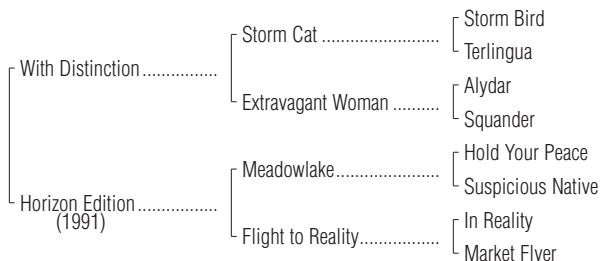 Storm Bird
Storm Cat ......................
Terlingua
With Distinction ...............
Alydar
Extravagant Woman ..........
Squander
Hold Your Peace
Meadowlake....................
Suspicious Native
Horizon Edition ................
(1991)
In Reality
Flight to Reality................
Market Flyer